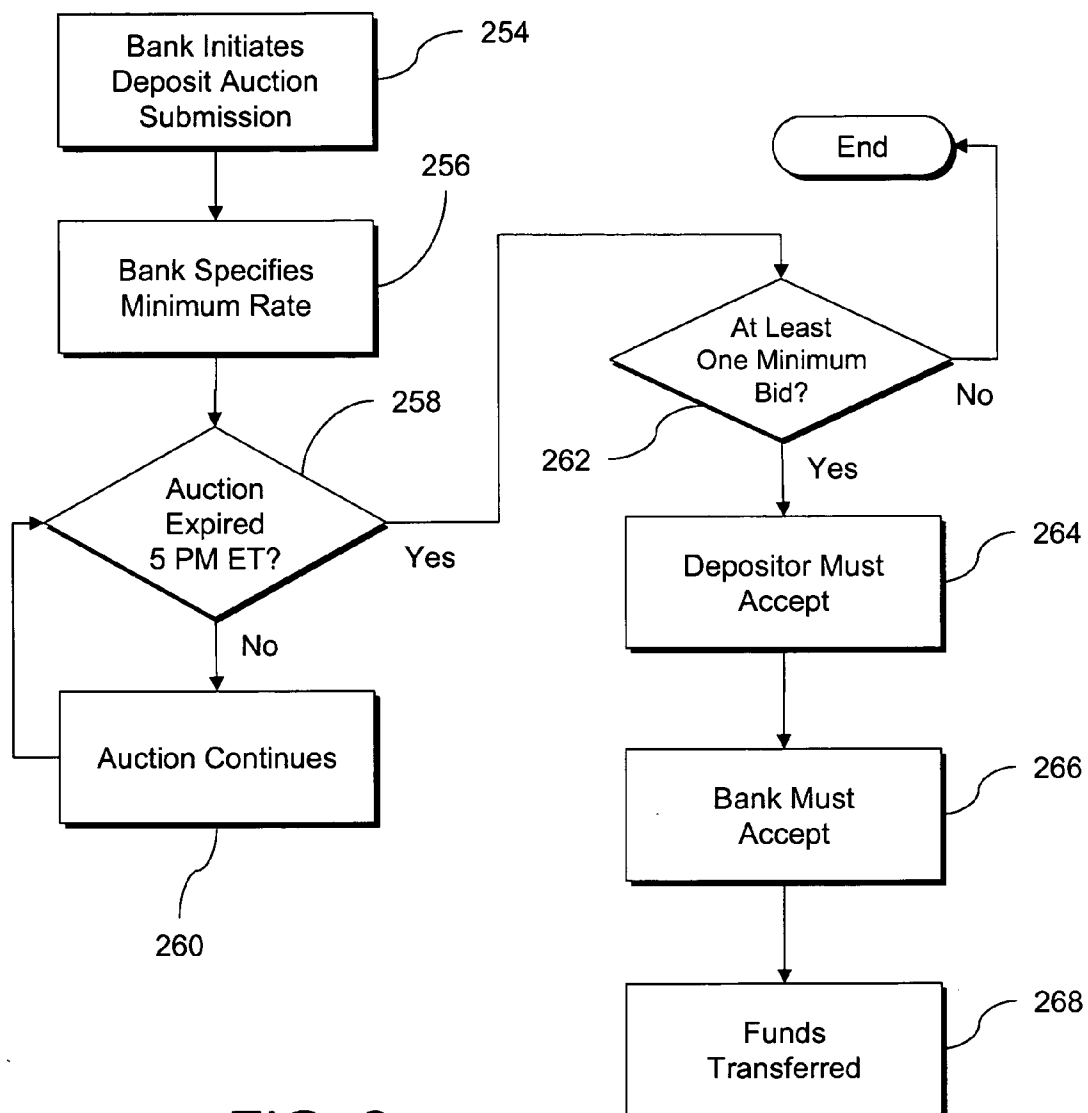 Bank Initiates
Deposit Auction
Submission
254
Bank Specifies
Minimum Rate
256
Auction
Expired
5 PM ET?
258
Yes
No
Auction Continues
260
End
At Least
One Minimum
Bid?
262
No
Yes
Depositor Must
Accept
264
Bank Must
Accept
266
Funds
Transferred
268